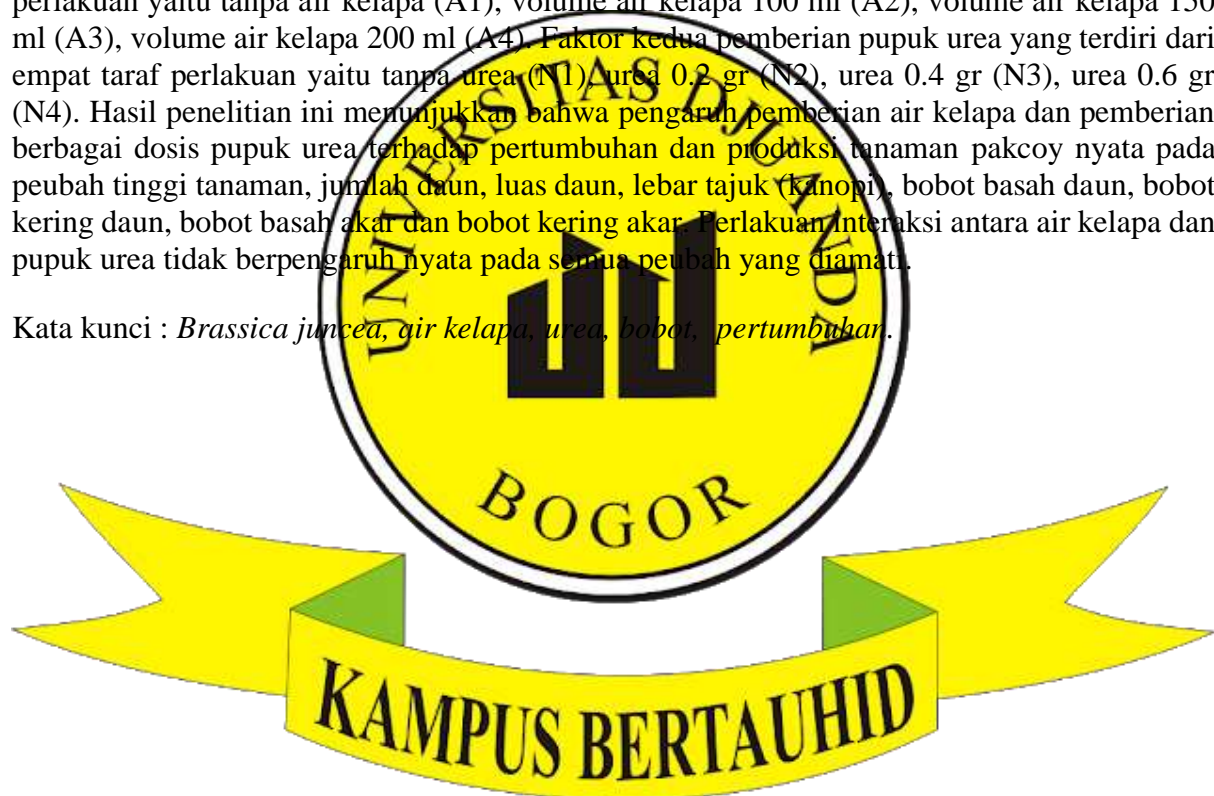 perlakuan yaitu tanpa air kelapa (A1), volume air kelapa 100 ml (A2), volume air kelapa 150
ml (A3), volume air kelapa 200 ml (A4). Faktor kedua pemberian pupuk urea yang terdiri dari
empat taraf perlakuan yaitu tanpa urea (N1), urea 0.2 gr (N2), urea 0.4 gr (N3), urea 0.6 gr
(N4). Hasil penelitian ini menunjukkan bahwa pengaruh pemberian air kelapa dan pemberian
berbagai dosis pupuk urea terhadap pertumbuhan dan produksi tanaman pakcoy nyata pada
peubah tinggi tanaman, jumlah daun, luas daun, lebar tajuk (kanopi), bobot basah daun, bobot
kering daun, bobot basah akar dan bobot kering akar. Perlakuan interaksi antara air kelapa dan
pupuk urea tidak berpengaruh nyata pada semua peubah yang diamati.
Kata kunci : Brassica juncea, air kelapa, urea, bobot, pertumbuhan.
UNIVERSITAS DJUANDA
BOGOR
KAMPUS BERTAUHID